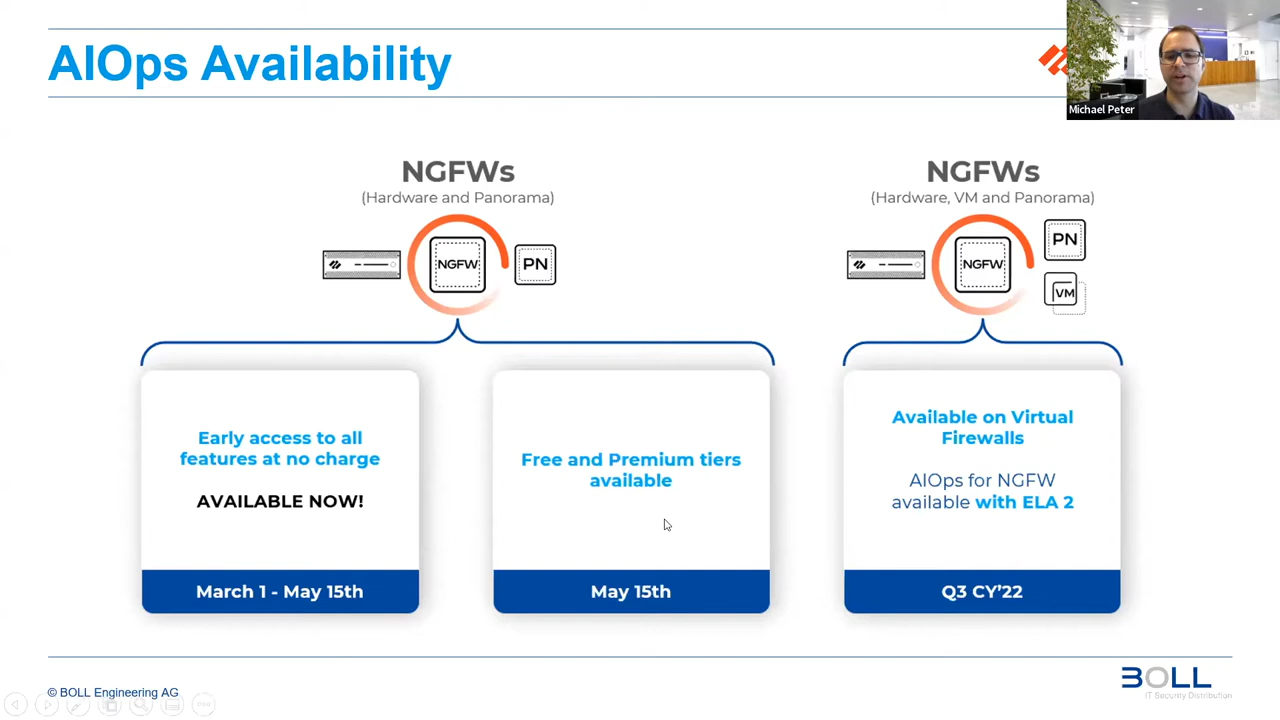 AIOps Availability
Michael Peter
NGFWs
(Hardware and Panorama)
NGFW
PN
NGFWs
(Hardware, VM and Panorama)
NGFW
PN
VM
Early access to all
features at no charge
AVAILABLE NOW!
March 1 - May 15th
Free and Premium tiers
available
May 15th
Available on Virtual
Firewalls
AIOps for NGFW
available with ELA 2
Q3 CY'22
© BOLL Engineering AG
BOLL
IT Security Distribution